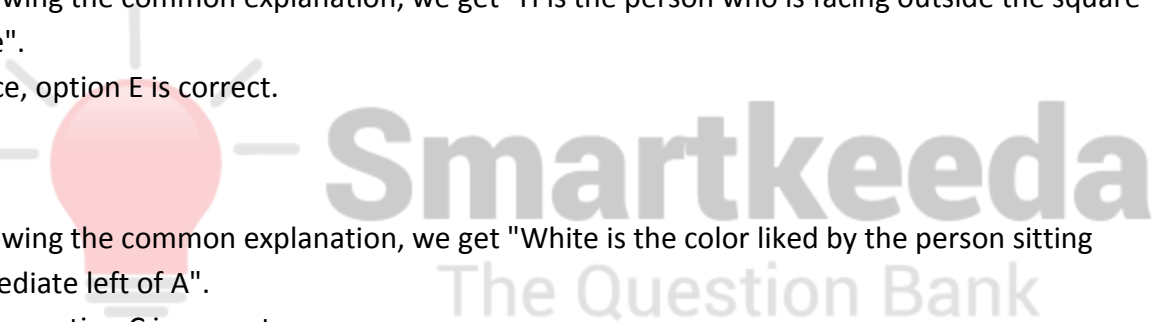 wing the common explanation, we get "H is the person who is facing outside the square
e".
ce, option E is correct.
Smartkeeda
wing the common explanation, we get "White is the color liked by the person sitting
ediate left of A".
The Question Bank